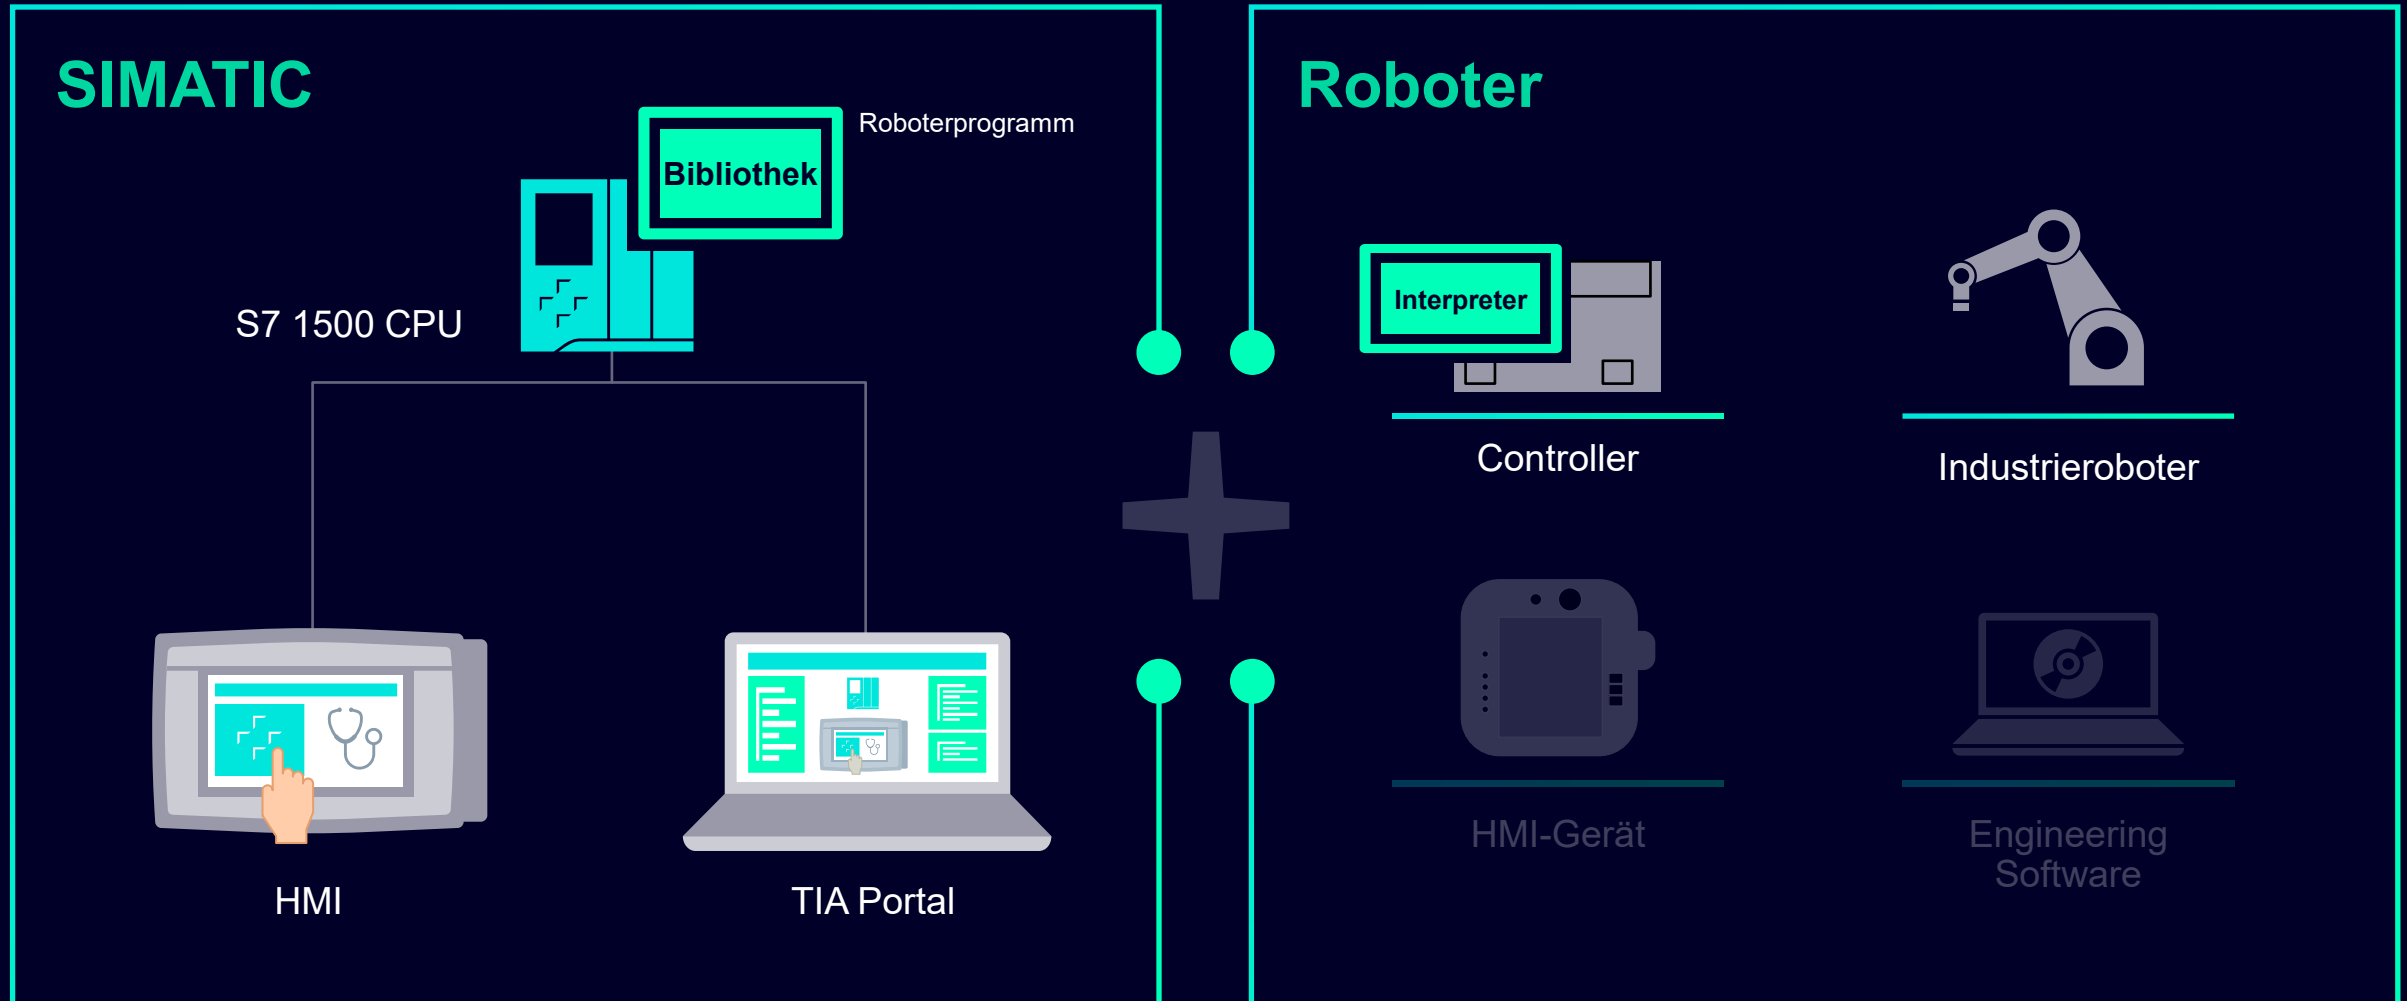 SIMATIC
Roboterprogramm
Bibliothek
S7 1500 CPU
HMI
TIA Portal
Roboter
Interpreter
Controller
Industrieroboter
HMI-Gerät
Engineering
Software